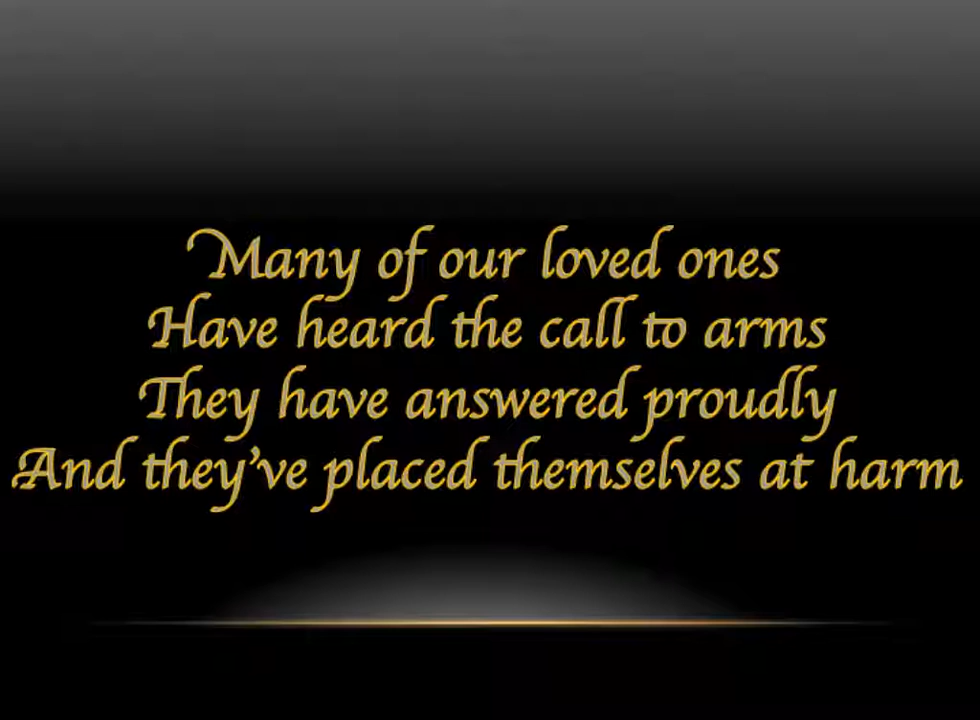 Many of our loved ones
Have heard the call to arms
They have answered proudly
And they've placed themselves at harm